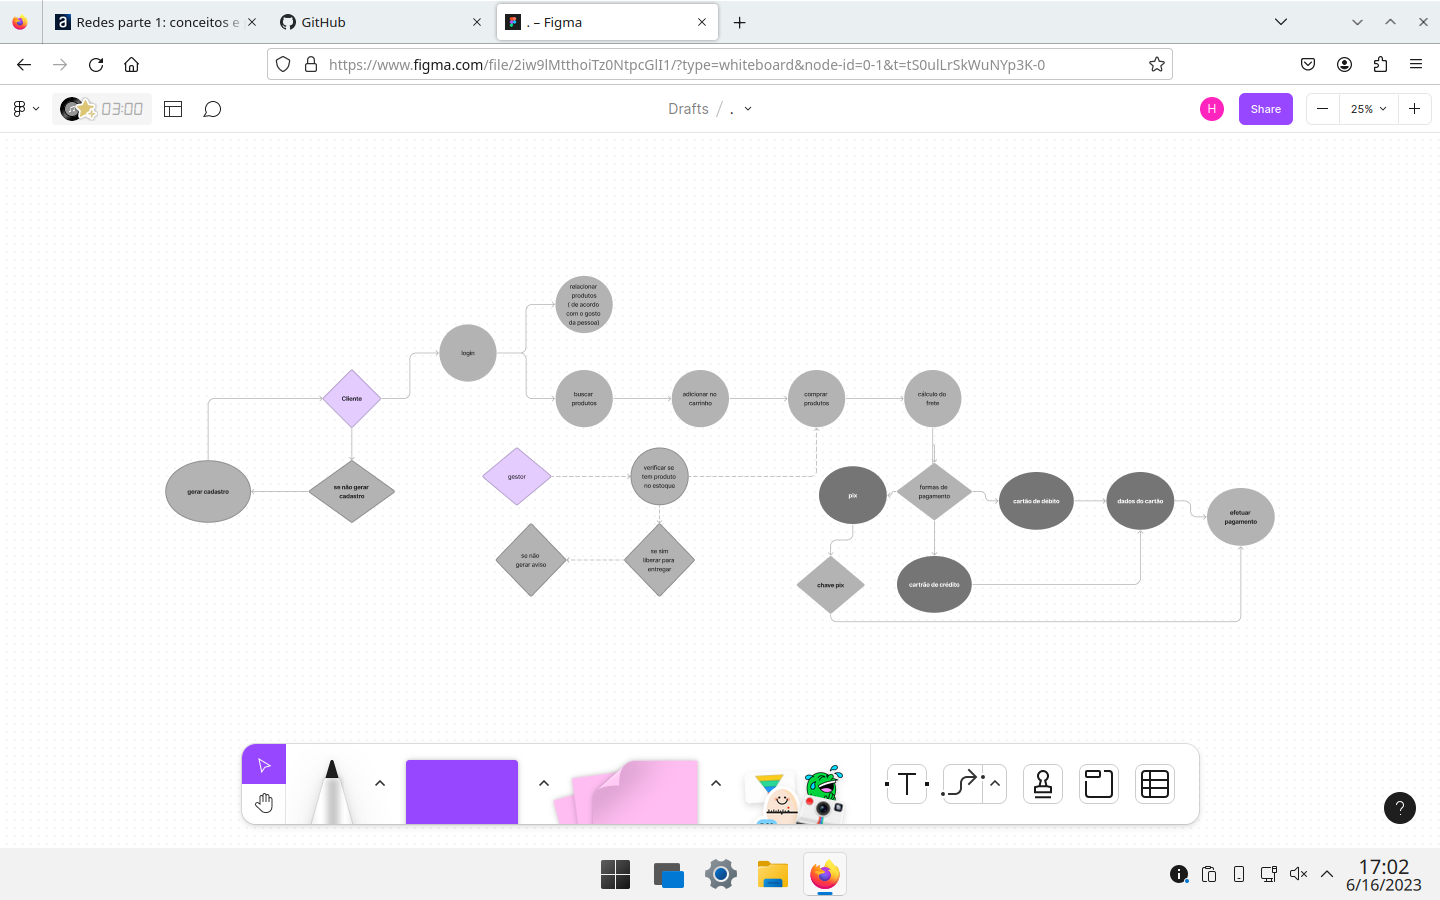 Redes parte 1: conceitos e
GitHub
. – Figma
https://www.figma.com/file/2iw9lMtthoiTz0NtpcGlI1/?type=whiteboard&node-id=0-1&t=tS0ulLrSkWuNYp3K-0
03:00
Drafts / .
H
Share
25%
relacionar
produtos
( de acordo
com o gosto
da pessoa)
login
Cliente
buscar
produtos
adicionar no
carrinho
comprar
produtos
cálculo do
frete
gerar cadastro
se não gerar
cadastro
gestor
verificar se
tem produto
no estoque
pix
formas de
pagamento
cartão de débito
dados do cartão
efetuar
pagamento
se não
gerar aviso
se sim
liberar para
entregar
chave pix
cartrão de crédito
T
?
17:02
6/16/2023